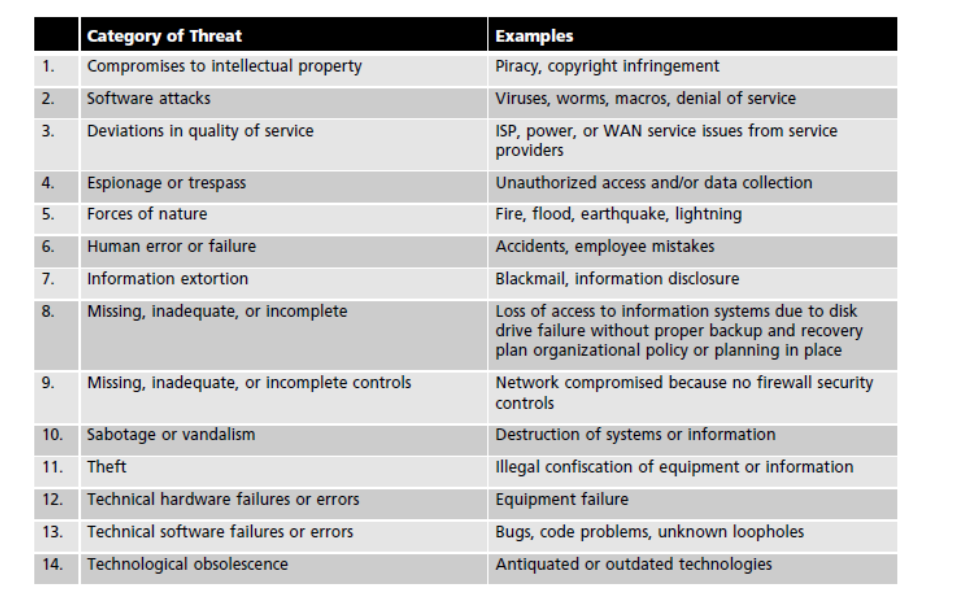 Category of Threat Examples
1. Compromises to intellectual property Piracy, copyright infringement
2. Software attacks Viruses, worms, macros, denial of service
3. Deviations in quality of service ISP, power, or WAN service issues from service
providers
4. Espionage or trespass Unauthorized access and/or data collection
5. Forces of nature Fire, flood, earthquake, lightning
6. Human error or failure Accidents, employee mistakes
7. Information extortion Blackmail, information disclosure
8. Missing, inadequate, or incomplete Loss of access to information systems due to disk
drive failure without proper backup and recovery
plan organizational policy or planning in place
9. Missing, inadequate, or incomplete controls Network compromised because no firewall security
controls
10. Sabotage or vandalism Destruction of systems or information
11. Theft Illegal confiscation of equipment or information
12. Technical hardware failures or errors Equipment failure
13. Technical software failures or errors Bugs, code problems, unknown loopholes
14. Technological obsolescence Antiquated or outdated technologies